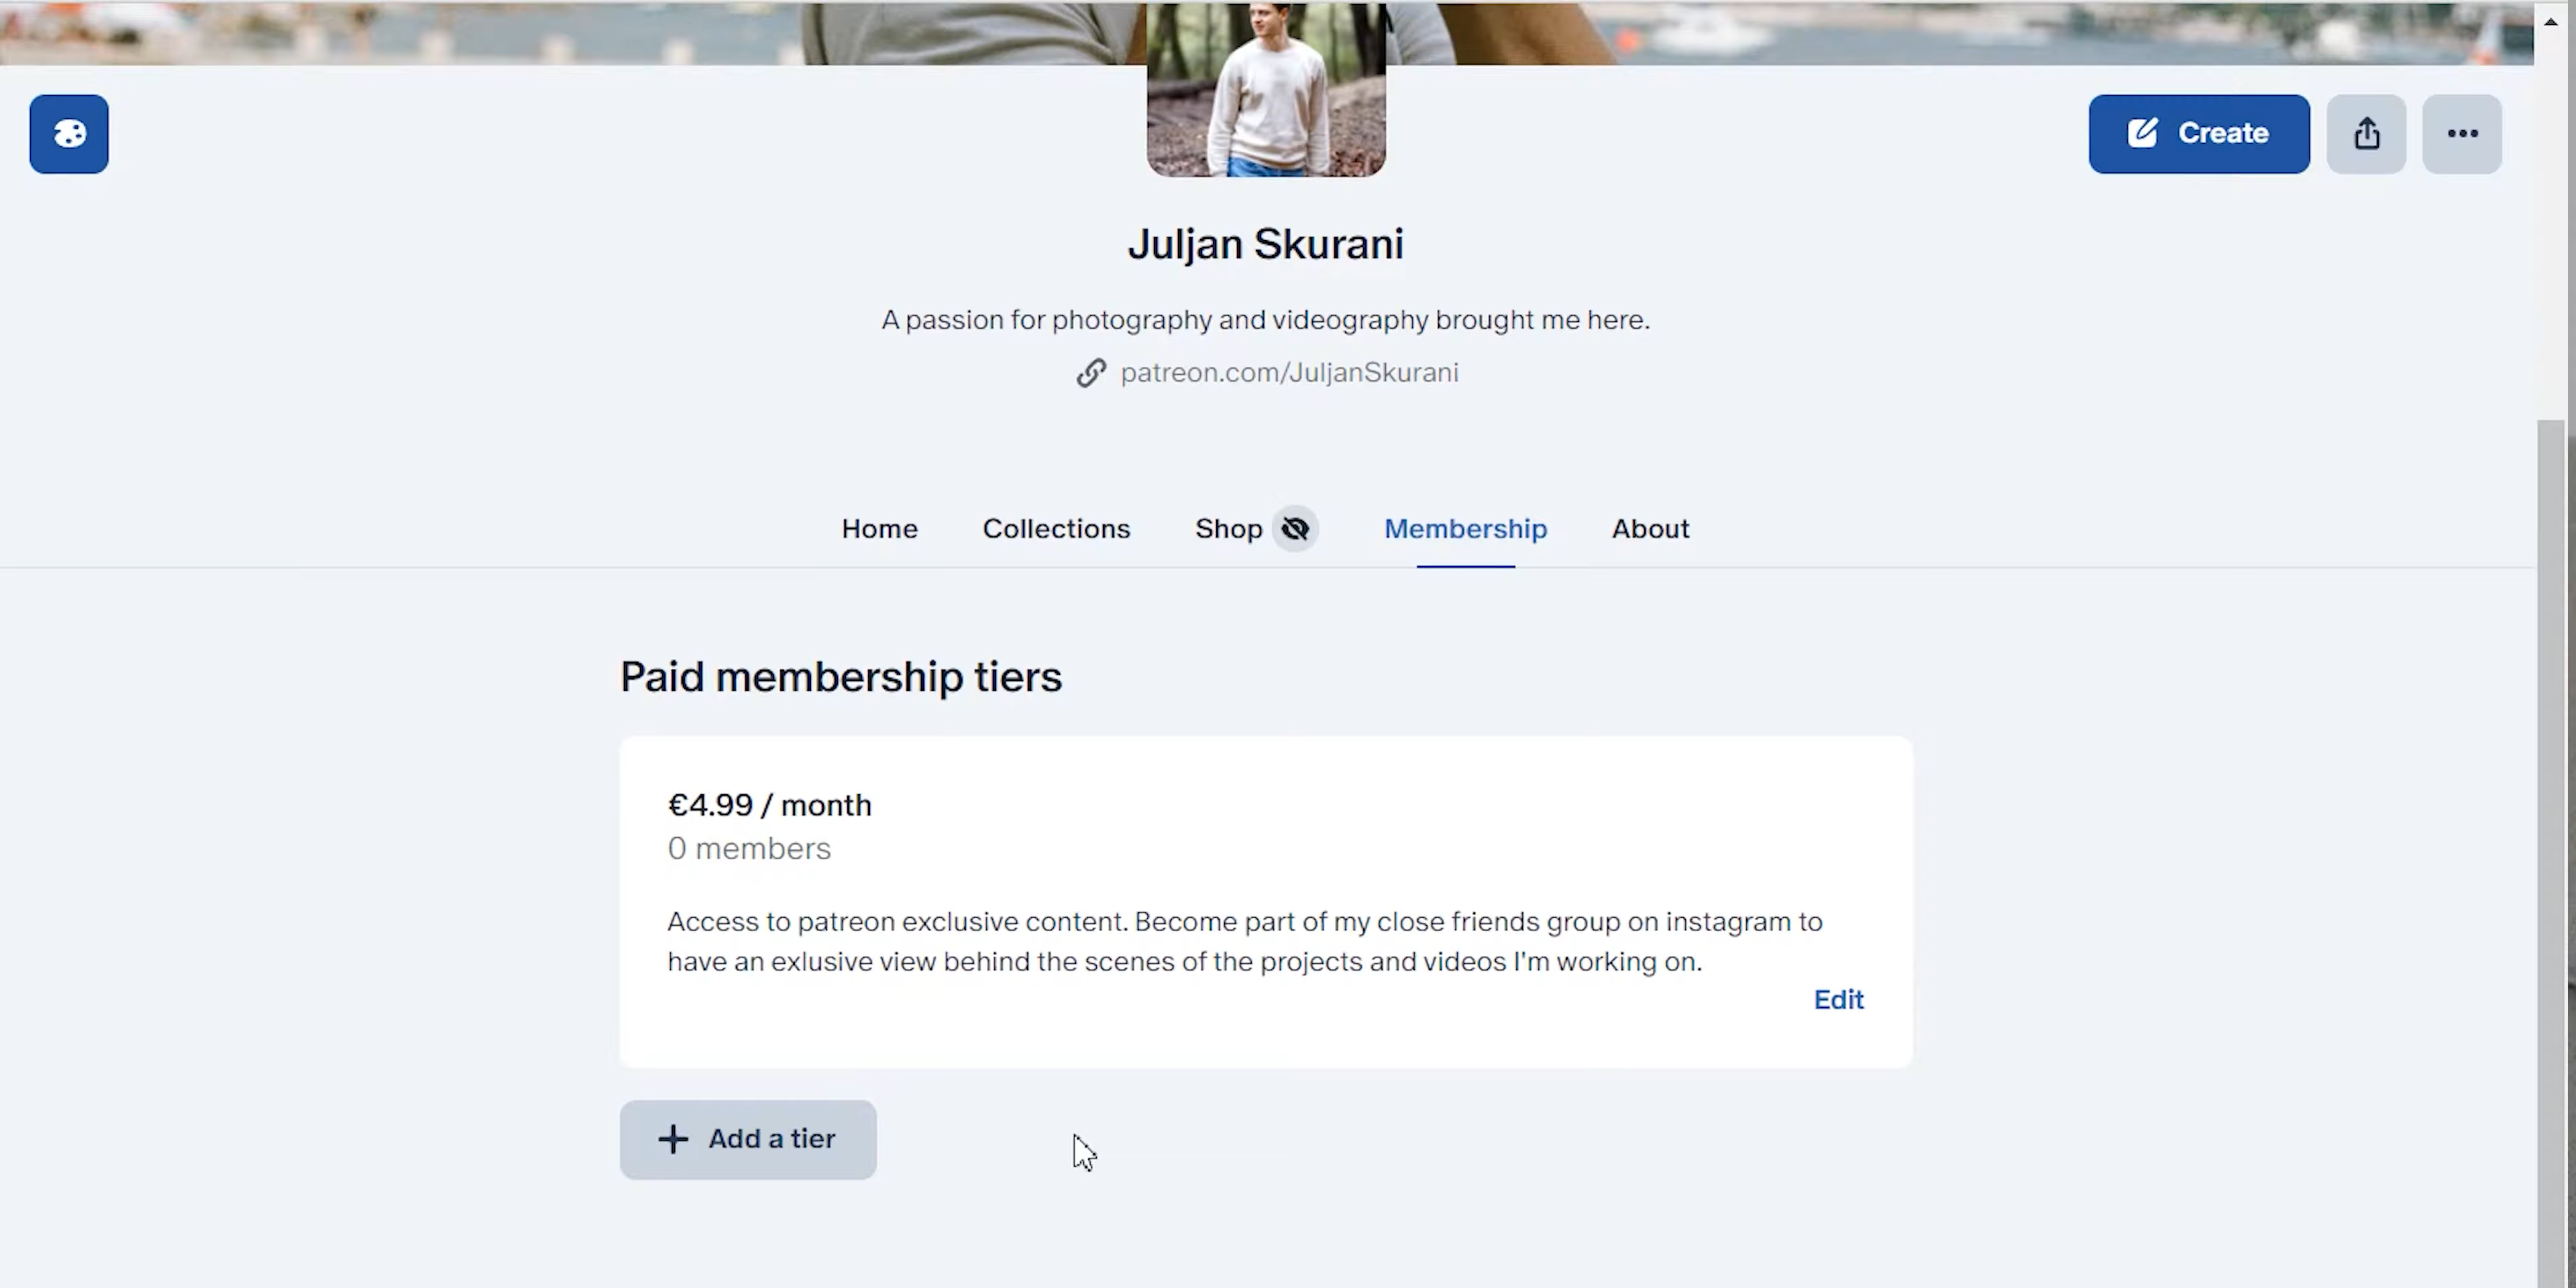 Create
Juljan Skurani
A passion for photography and videography brought me here.
patreon.com/JuljanSkurani
Home Collections Shop Membership About
Paid membership tiers
€4.99 / month
0 members
Access to patreon exclusive content. Become part of my close friends group on instagram to
have an exlusive view behind the scenes of the projects and videos I'm working on.
Edit
Add a tier